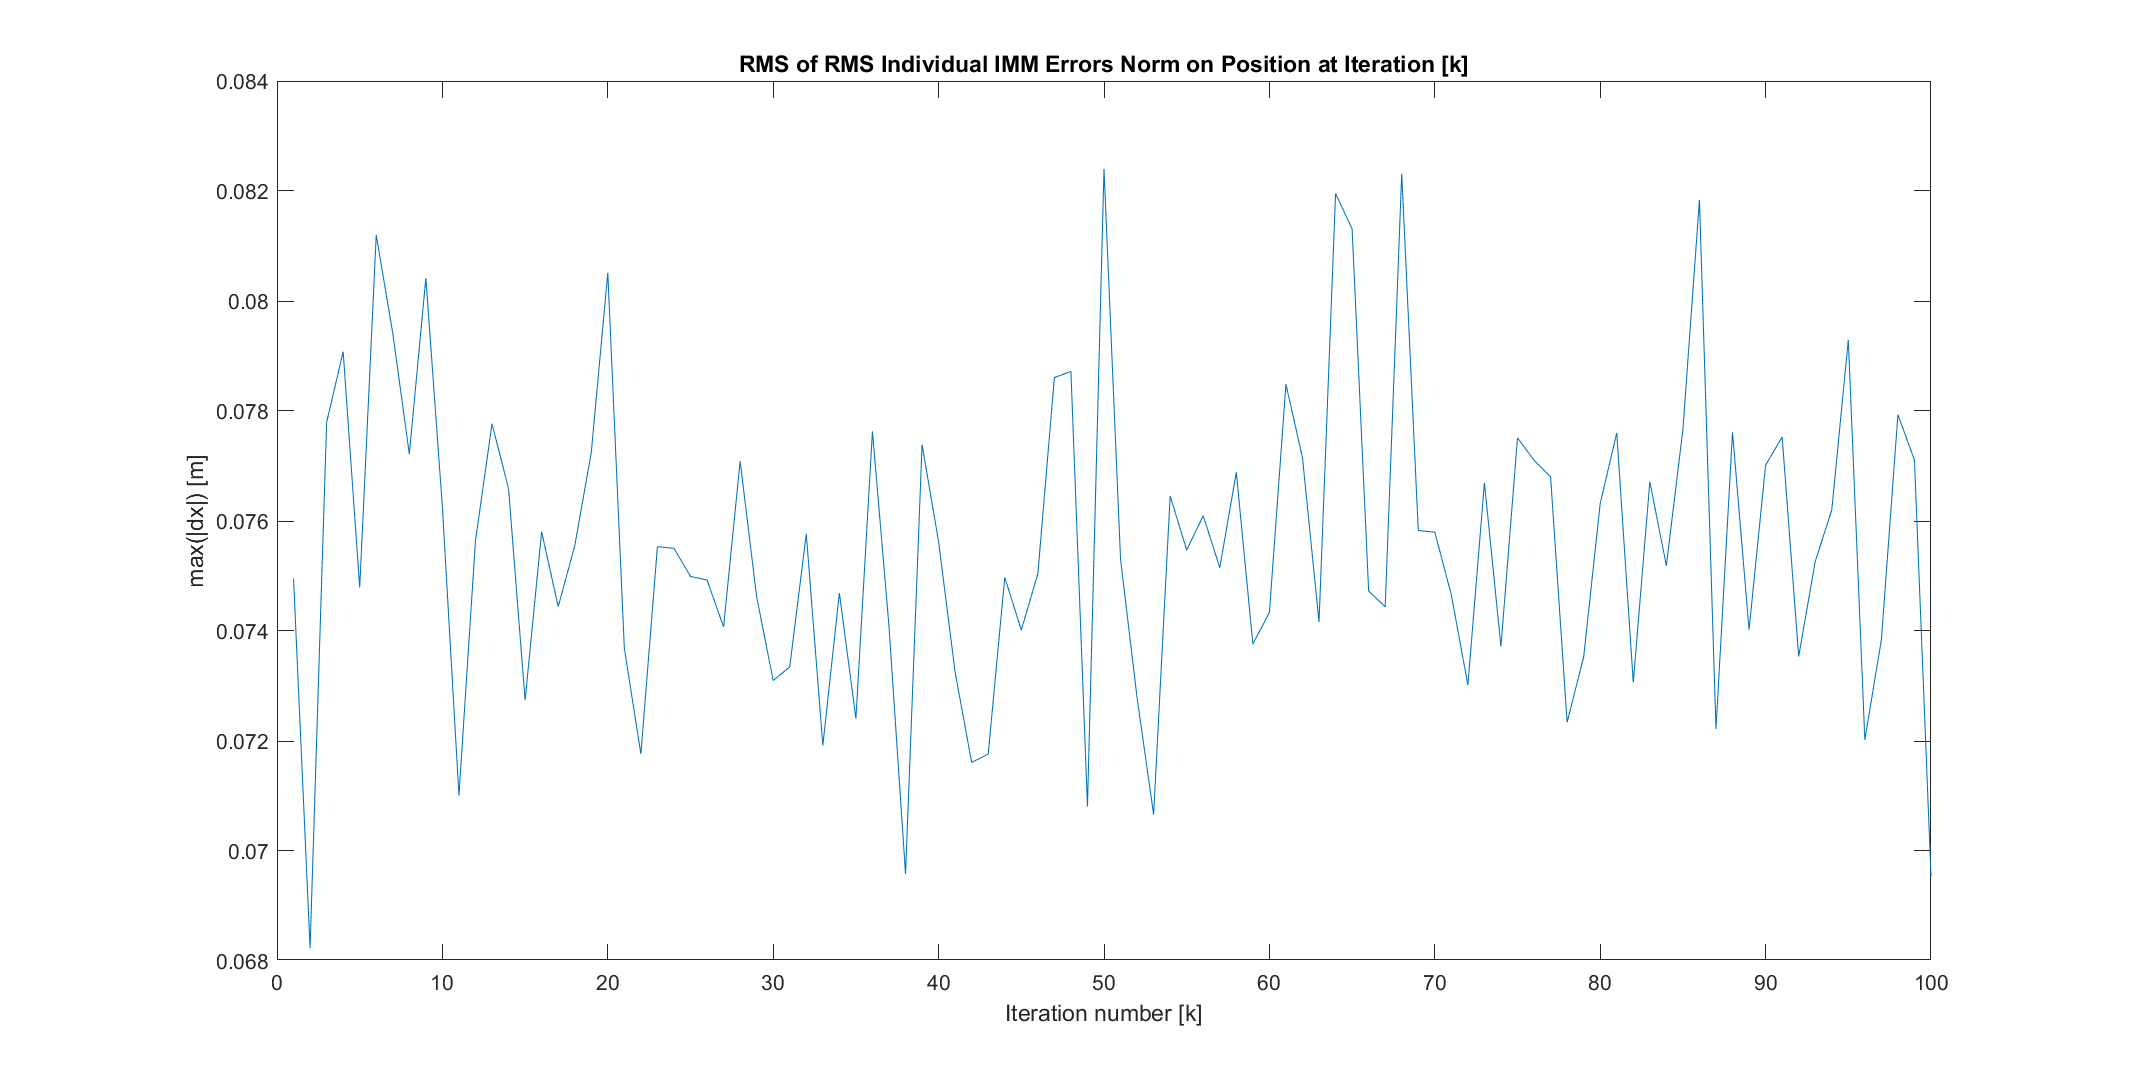 RMS of RMS Individual IMM Errors Norm on Position at Iteration [k]
max(|dx|) [m]
0.084
0.082
0.08
0.078
0.076
0.074
0.072
0.07
0.068
0 10 20 30 40 50 60 70 80 90 100
Iteration number [k]